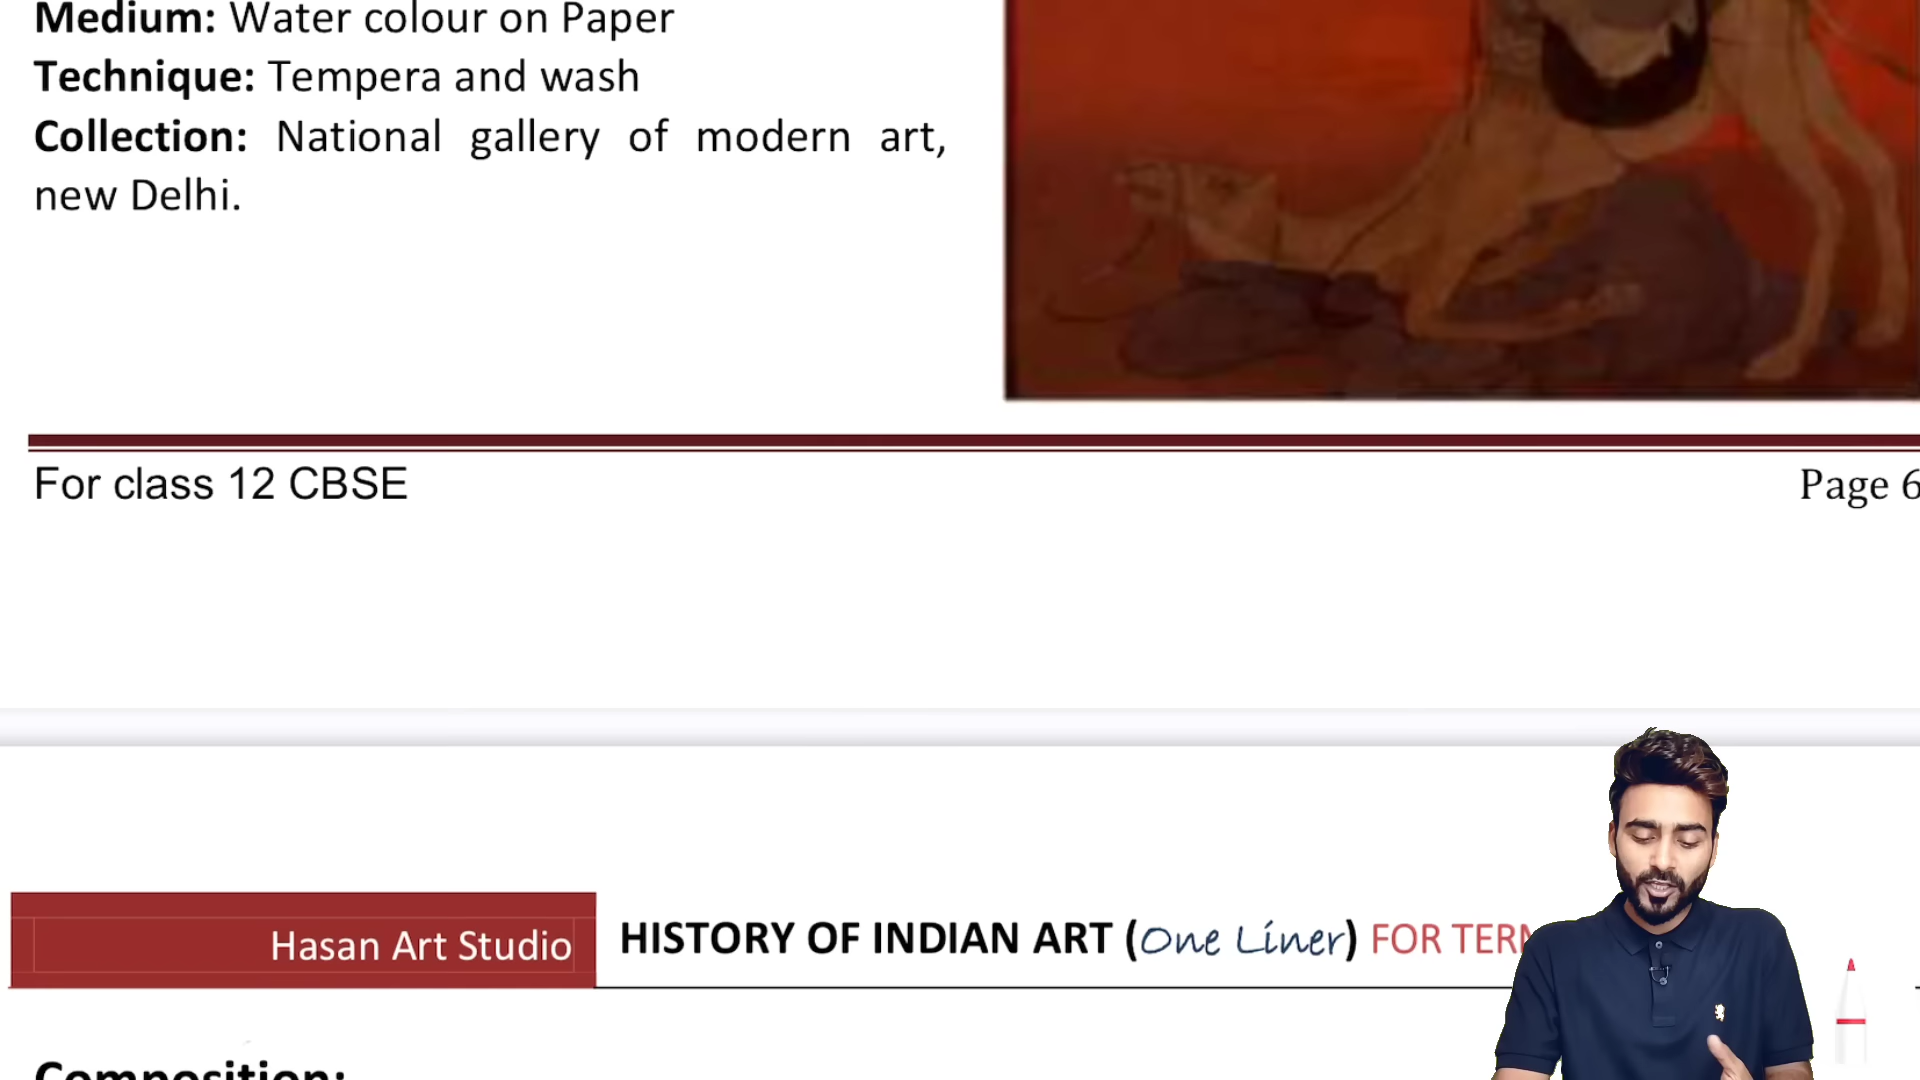 Medium: Water colour on Paper
Technique: Tempera and wash
Collection: National gallery of modern art,
new Delhi.
For class 12 CBSE
Page 6
Hasan Art Studio
HISTORY OF INDIAN ART (One Liner) FOR TERM
Composition: